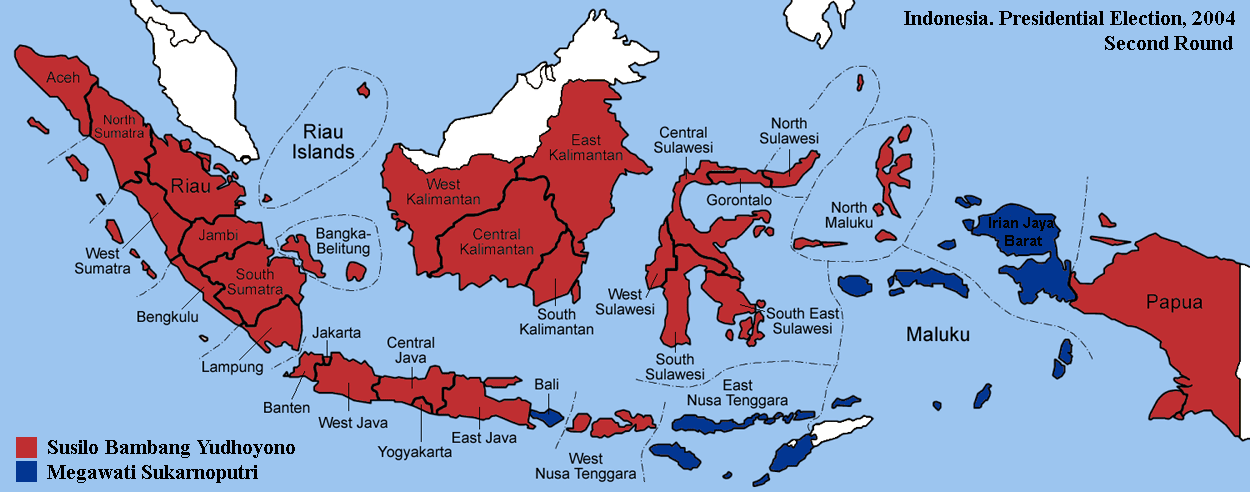 Indonesia. Presidential Election, 2004
Second Round
Aceh
North
Sumatra
Riau
Islands
Riau
West
Sumatra
Jambi
Bangka-
Belitung
South
Sumatra
Bengkulu
Lampung
West
Kalimantan
East
Kalimantan
Central
Kalimantan
South
Kalimantan
Central
Sulawesi
North
Sulawesi
Gorontalo
North
Maluku
West
Sulawesi
South East
Sulawesi
South
Sulawesi
Irian Jaya
Barat
Papua
Maluku
Jakarta
Central
Java
Banten
West Java
Yogyakarta
East Java
Bali
West
Nusa Tenggara
East
Nusa Tenggara
Susilo Bambang Yudhoyono
Megawati Sukarnoputri